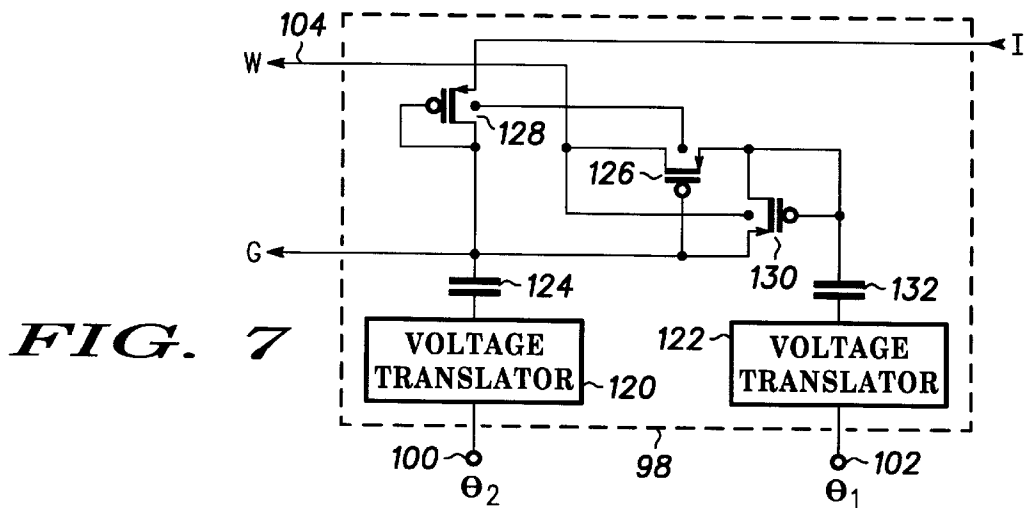 104
W
I
128
126
G
130
124
132
FIG. 7
VOLTAGE
TRANSLATOR
120
122
VOLTAGE
TRANSLATOR
100
98
102
Θ2
Θ1